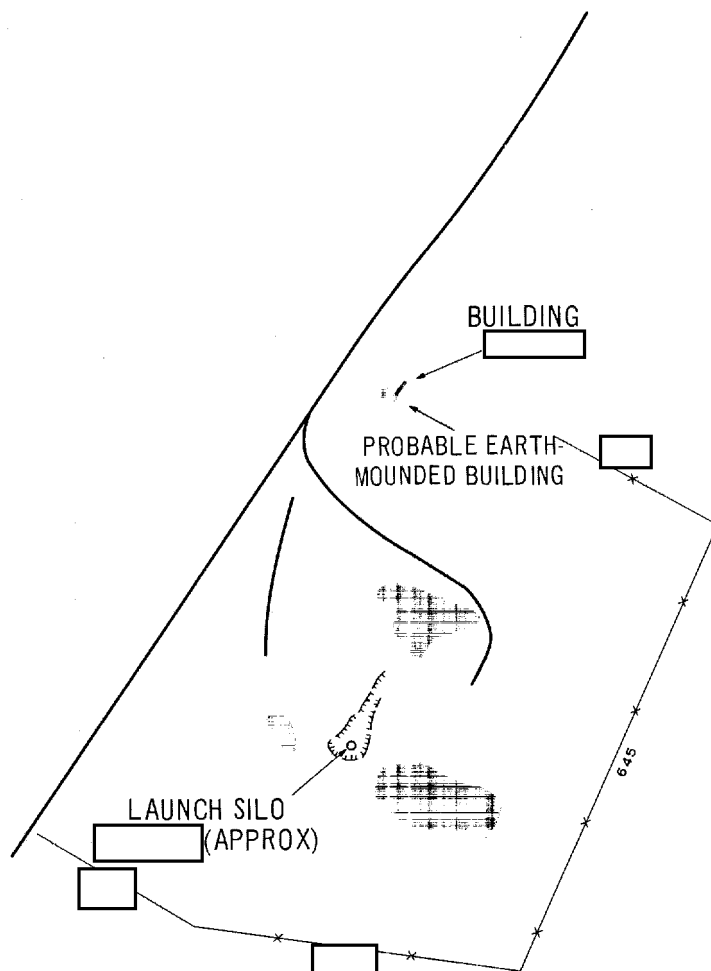 BUILDING
PROBABLE EARTH-
MOUNDED BUILDING
645
LAUNCH SILO
(APPROX)